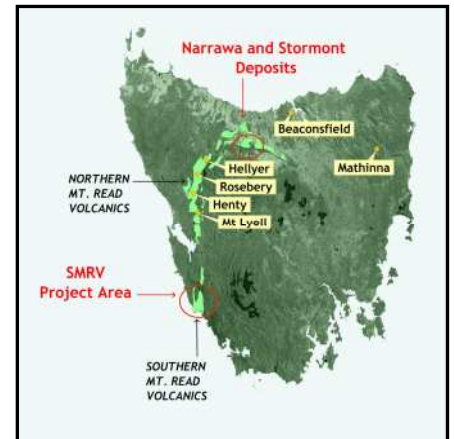 Narrawa and Stormont
Deposits
Beaconsfield
Mathinna
Hellyer
NORTHERN
MT. READ
VOLCANICS
Rosebery
Henty
Mt Lyoll
SMRV
Project Area
SOUTHERN
MT. READ
VOLCANICS